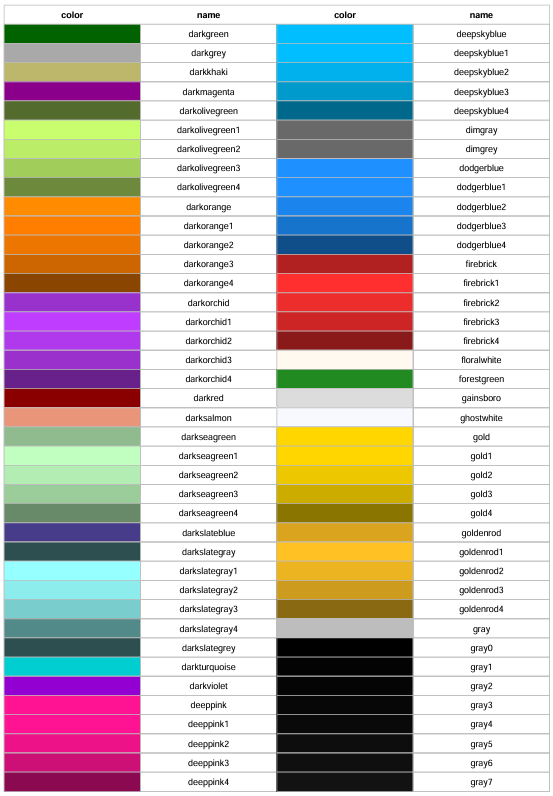 color name color name
darkgreen deepskyblue
darkgrey deepskyblue1
darkkhaki deepskyblue2
darkmagenta deepskyblue3
darkolivegreen deepskyblue4
darkolivegreen1 dimgray
darkolivegreen2 dimgrey
darkolivegreen3 dodgerblue
darkolivegreen4 dodgerblue1
darkorange dodgerblue2
darkorange1 dodgerblue3
darkorange2 dodgerblue4
darkorange3 firebrick
darkorange4 firebrick1
darkorchid firebrick2
darkorchid1 firebrick3
darkorchid2 firebrick4
darkorchid3 floralwhite
darkorchid4 forestgreen
darkred gainsboro
darksalmon ghostwhite
darkseagreen gold
darkseagreen1 gold1
darkseagreen2 gold2
darkseagreen3 gold3
darkseagreen4 gold4
darkslateblue goldenrod
darkslategray goldenrod1
darkslategray1 goldenrod2
darkslategray2 goldenrod3
darkslategray3 goldenrod4
darkslategray4 gray
darkslategrey gray0
darkturquoise gray1
darkviolet gray2
deeppink gray3
deeppink1 gray4
deeppink2 gray5
deeppink3 gray6
deeppink4 gray7